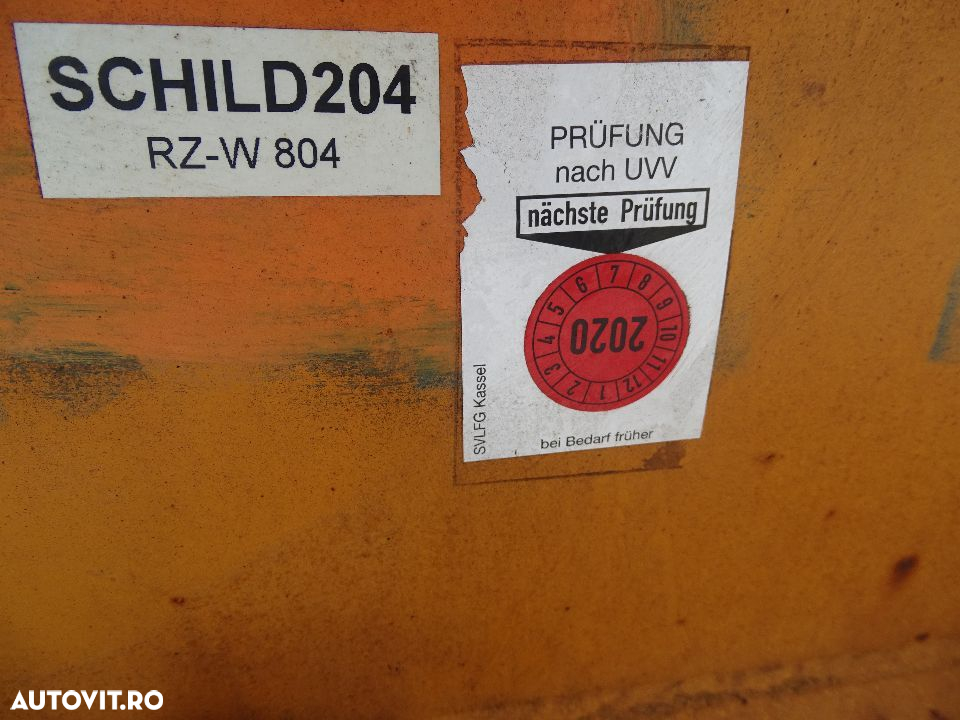 SCHILD204
RZ-W 804
PRÜFUNG
nach UVV
nächste Prüfung
1 2 3 4 5 6 7 8 9 10 11 12
2020
SVLFG Kassel
bei Bedarf früher
AUTOVIT.RO